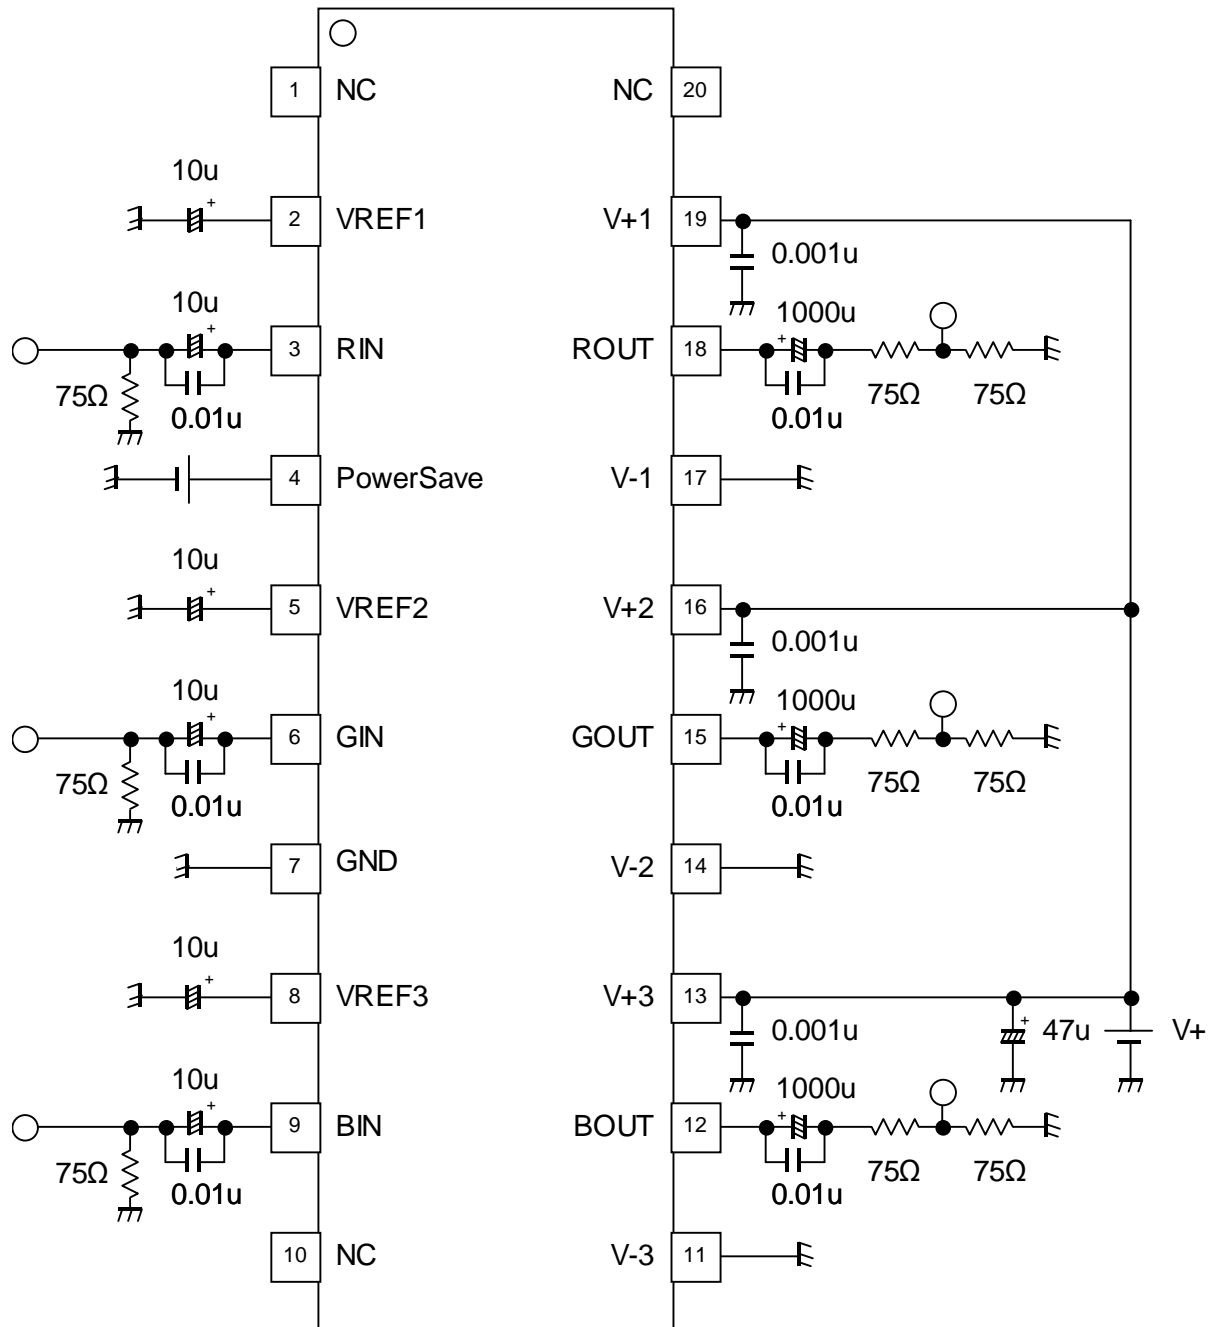 1 NC NC 20
10u
+
2 VREF1 V+1 19
0.001u
10u 1000u
+ +
3 RIN ROUT 18
75Ω 0.01u 0.01u 75Ω 75Ω
4 PowerSave V-1 17
10u
+
5 VREF2 V+2 16
0.001u
10u 1000u
+ +
6 GIN GOUT 15
75Ω 0.01u 0.01u 75Ω 75Ω
7 GND V-2 14
10u
+
8 VREF3 V+3 13
0.001u + 47u V+
10u 1000u
+ +
9 BIN BOUT 12
75Ω 0.01u 0.01u 75Ω 75Ω
10 NC V-3 11